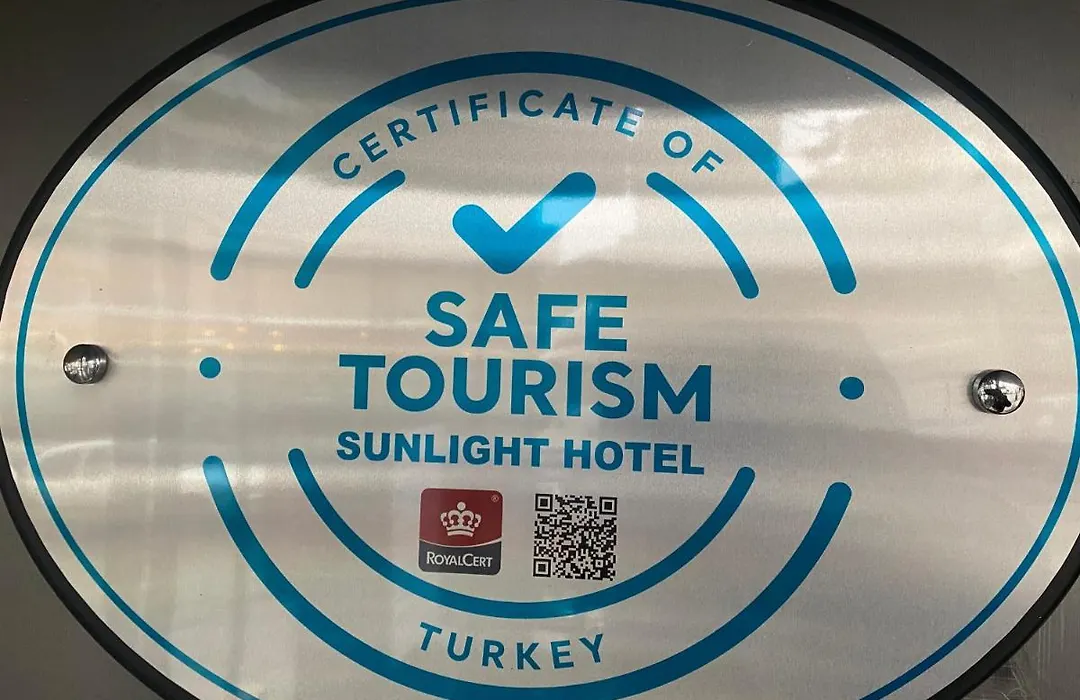 CERTIFICATE OF
SAFE
TOURISM
SUNLIGHT HOTEL
ROYALCERT
®
TURKEY